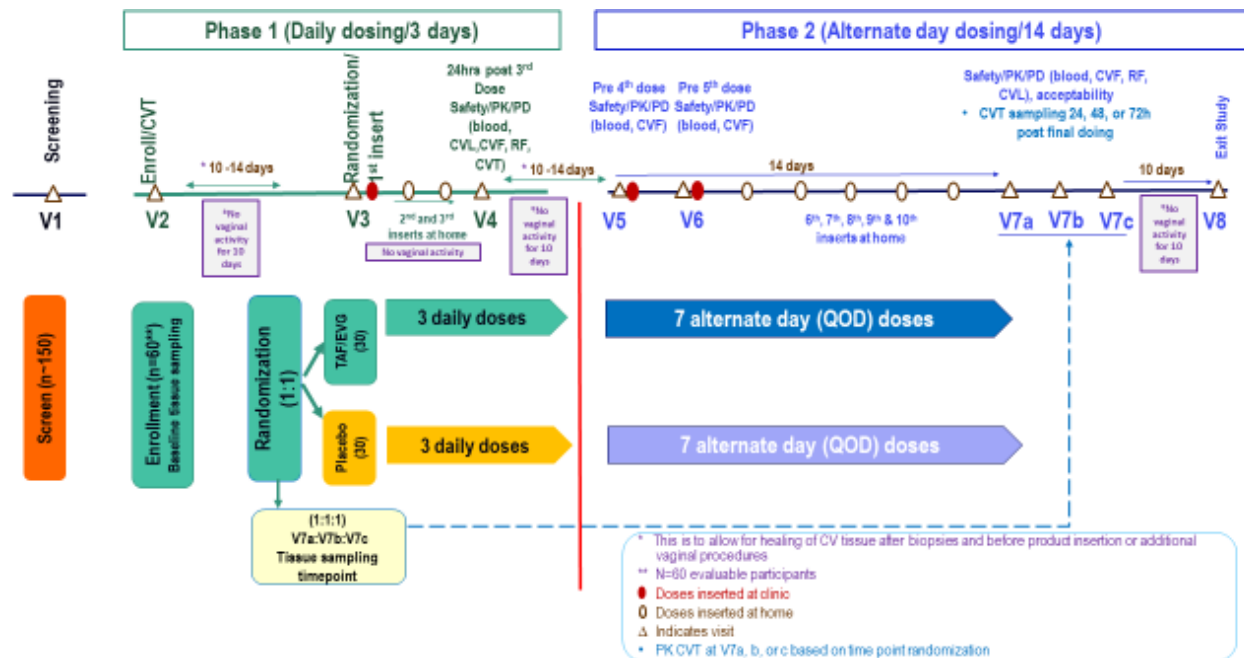 Phase 1 (Daily dosing/3 days)
Phase 2 (Alternate day dosing/14 days)
Screening
Enroll/CVT
* 10 -14 days
Randomization/
1st insert
24hrs post 3rd
Dose
Safety/PK/PD
(blood,
CVL,CVF, RF,
CVT)
* 10 -14days
Pre 4th dose
Safety/PK/PD
(blood, CVF)
Pre 5th dose
Safety/PK/PD
(blood, CVF)
14 days
Safety/PK/PD (blood, CVF, RF,
CVL), acceptability
+ CVT sampling 24, 48, or 72h
post final doing
10 days
Exit Study
V1
V2
V3
V4
V5
V6
V7a
V7b
V7c
V8
*No
vaginal
activity
for 10
days
2nd and 3rd
inserts at home
No vaginal activity
*No
vaginal
activity
for 10
days
6th, 7th, 8th, 9th & 10th
inserts at home
*No
vaginal
activity
for 10
days
Screen (n~150)
Enrollment (n=60**)
Baseline tissue sampling
Randomization
(1:1)
TAF/EVG
(30)
Placebo
(30)
3 daily doses
7 alternate day (QOD) doses
3 daily doses
7 alternate day (QOD) doses
(1:1:1)
V7a:V7b:V7c
Tissue sampling
timepoint
* This is to allow for healing of CV tissue after biopsies and before product insertion or additional
vaginal procedures
** N=60 evaluable participants
Doses inserted at clinic
Doses inserted at home
Indicates visit
PK CVT at V7a, b, or c based on time point randomization